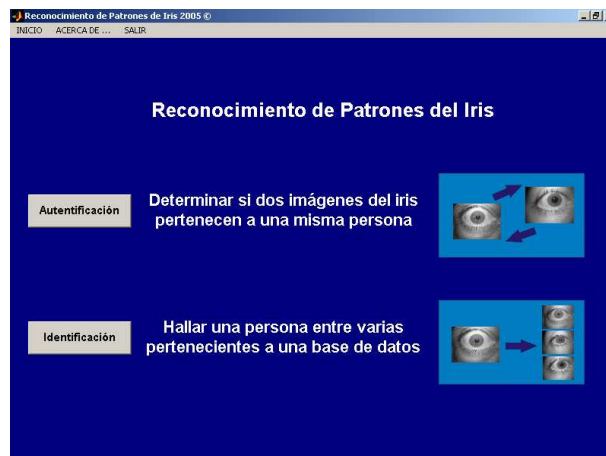 Reconocimiento de Patrones de Iris 2005 ©
INICIO ACERCA DE ... SALIR
Reconocimiento de Patrones del Iris
Autentificación
Determinar si dos imágenes del iris
pertenecen a una misma persona
Identificación
Hallar una persona entre varias
pertenecientes a una base de datos